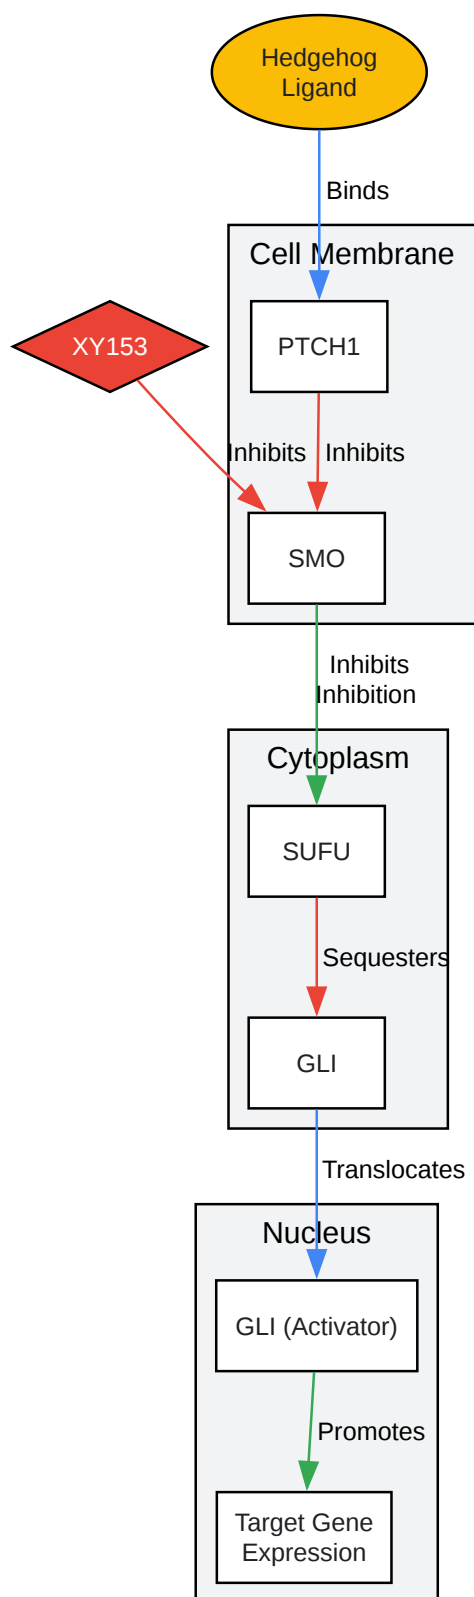 Hedgehog
Ligand
Binds
Cell Membrane
XY153
PTCH1
Inhibits
Inhibits
SMO
Inhibits
Inhibition
Cytoplasm
SUFU
Sequesters
GLI
Translocates
Nucleus
GLI (Activator)
Promotes
Target Gene
Expression